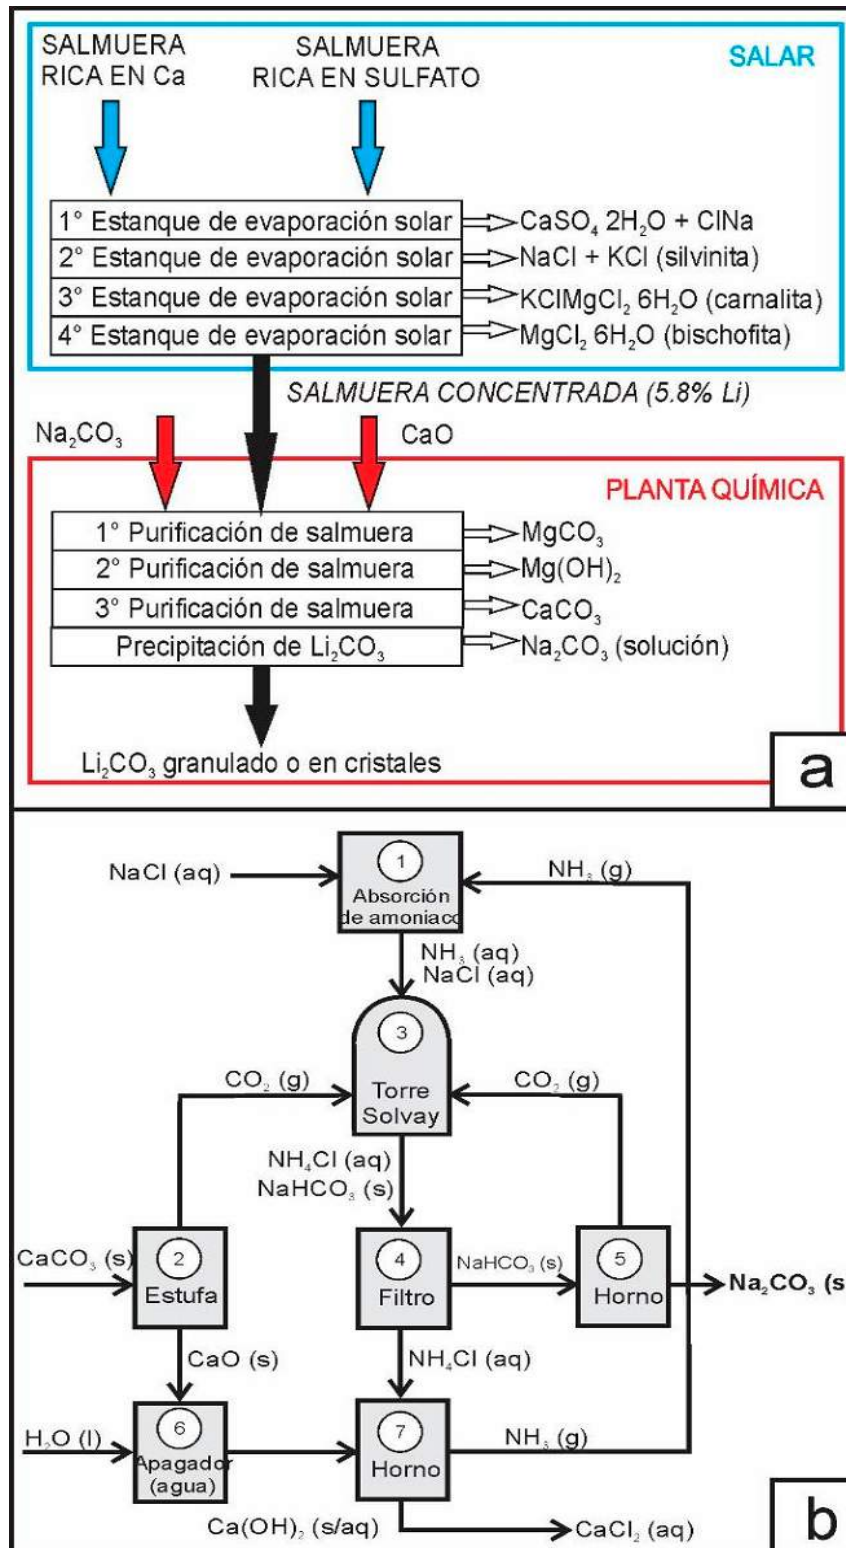 SALMUERA
RICA EN Ca
SALMUERA
RICA EN SULFATO
SALAR
1° Estanque de evaporación solar
CaSO₄ 2H₂O + ClNa
2° Estanque de evaporación solar
NaCl + KCl (silvinita)
3° Estanque de evaporación solar
KClMgCl₂ 6H₂O (carnalita)
4° Estanque de evaporación solar
MgCl₂ 6H₂O (bischofita)
SALMUERA CONCENTRADA (5.8% Li)
Na₂CO₃
CaO
PLANTA QUÍMICA
1° Purificación de salmuera
MgCO₃
2° Purificación de salmuera
Mg(OH)₂
3° Purificación de salmuera
CaCO₃
Precipitación de Li₂CO₃
Na₂CO₃ (solución)
Li₂CO₃ granulado o en cristales
a
NaCl (aq)
1
Absorción
de amoniaco
NH₃ (g)
NH₃ (aq)
NaCl (aq)
3
Torre
Solvay
CO₂ (g)
CO₂ (g)
NH₄Cl (aq)
NaHCO₃ (s)
CaCO₃ (s)
2
Estufa
4
Filtro
NaHCO₃ (s)
5
Horno
Na₂CO₃ (s
CaO (s)
NH₄Cl (aq)
H₂O (l)
6
Apagador
(agua)
7
Horno
NH₃ (g)
Ca(OH)₂ (s/aq)
CaCl₂ (aq)
b